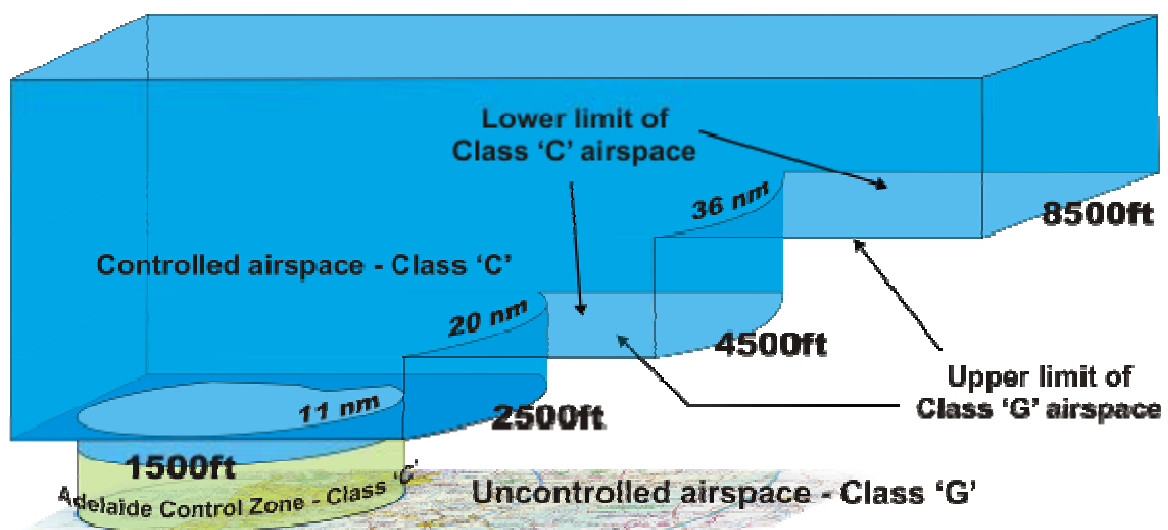 Lower limit of
Class ‘C’ airspace
36 nm
8500ft
Controlled airspace - Class ‘C’
20 nm
4500ft
Upper limit of
Class ‘G’ airspace
11 nm
2500ft
1500ft
Adelaide Control Zone - Class ‘C’
Uncontrolled airspace - Class ‘G’